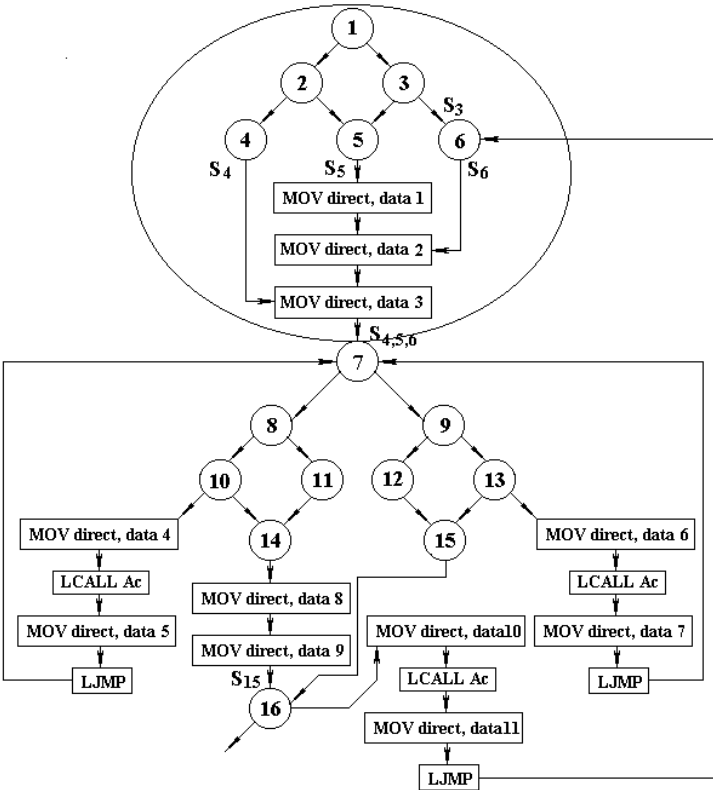 1
2
3
S3
4
5
6
S4
S5
S6
MOV direct, data 1
MOV direct, data 2
MOV direct, data 3
S4,5,6
7
8
9
10
11
12
13
MOV direct, data 4
14
15
MOV direct, data 6
LCALL Ac
LCALL Ac
MOV direct, data 8
MOV direct, data 5
MOV direct, data10
MOV direct, data 7
MOV direct, data 9
LJMP
S15
LCALL Ac
LJMP
16
MOV direct, data11
LJMP